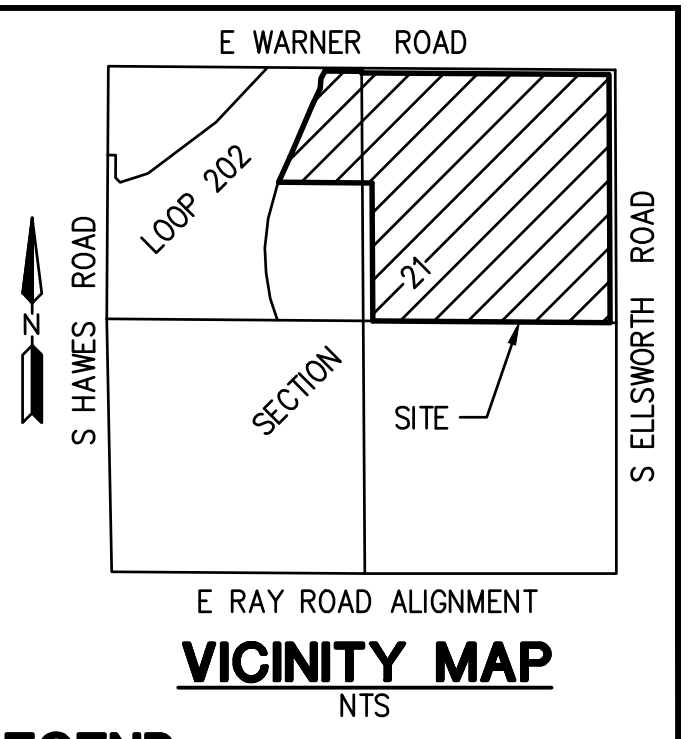 E WARNER ROAD
LOOP 202
S HAWES ROAD
N
21
S ELLSWORTH ROAD
SECTION
SITE
E RAY ROAD ALIGNMENT
VICINITY MAP
NTS